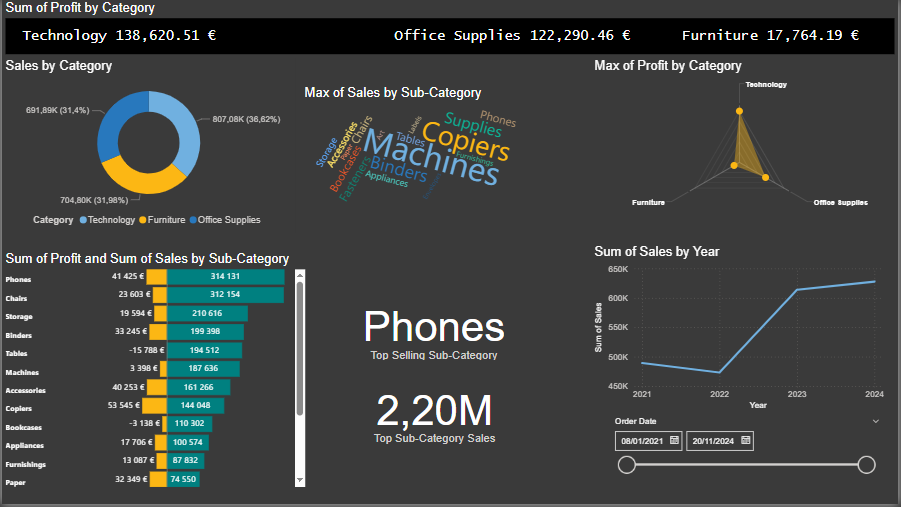 Sum of Profit by Category
Technology 138,620.51 €
Office Supplies 122,290.46 €
Furniture 17,764.19 €
Sales by Category
691,89K (31,4%)
807,08K (36,62%)
704,80K (31,98%)
Category
Technology
Furniture
Office Supplies
Max of Sales by Sub-Category
Phones
Supplies
Labels
Copiers
Chairs
Art
Tables
Accessories
Storage
Paper
Machines
Furnishings
Binders
Bookcases
Appliances
Fasteners
Max of Profit by Category
Technology
Furniture
Office Supplies
Sum of Profit and Sum of Sales by Sub-Category
Phones 41 425 € 314 131
Chairs 23 603 € 312 154
Storage 19 594 € 210 616
Binders 33 245 € 199 398
Tables -15 788 € 194 512
Machines 3 398 € 187 636
Accessories 40 253 € 161 266
Copiers 53 545 € 144 048
Bookcases -3 138 € 110 302
Appliances 17 706 € 100 574
Furnishings 13 087 € 87 832
Paper 32 349 € 74 550
Phones
Top Selling Sub-Category
2,20M
Top Sub-Category Sales
Sum of Sales by Year
650K
600K
550K
500K
450K
Sum of Sales
2021
2022
2023
2024
Year
Order Date
08/01/2021
20/11/2024